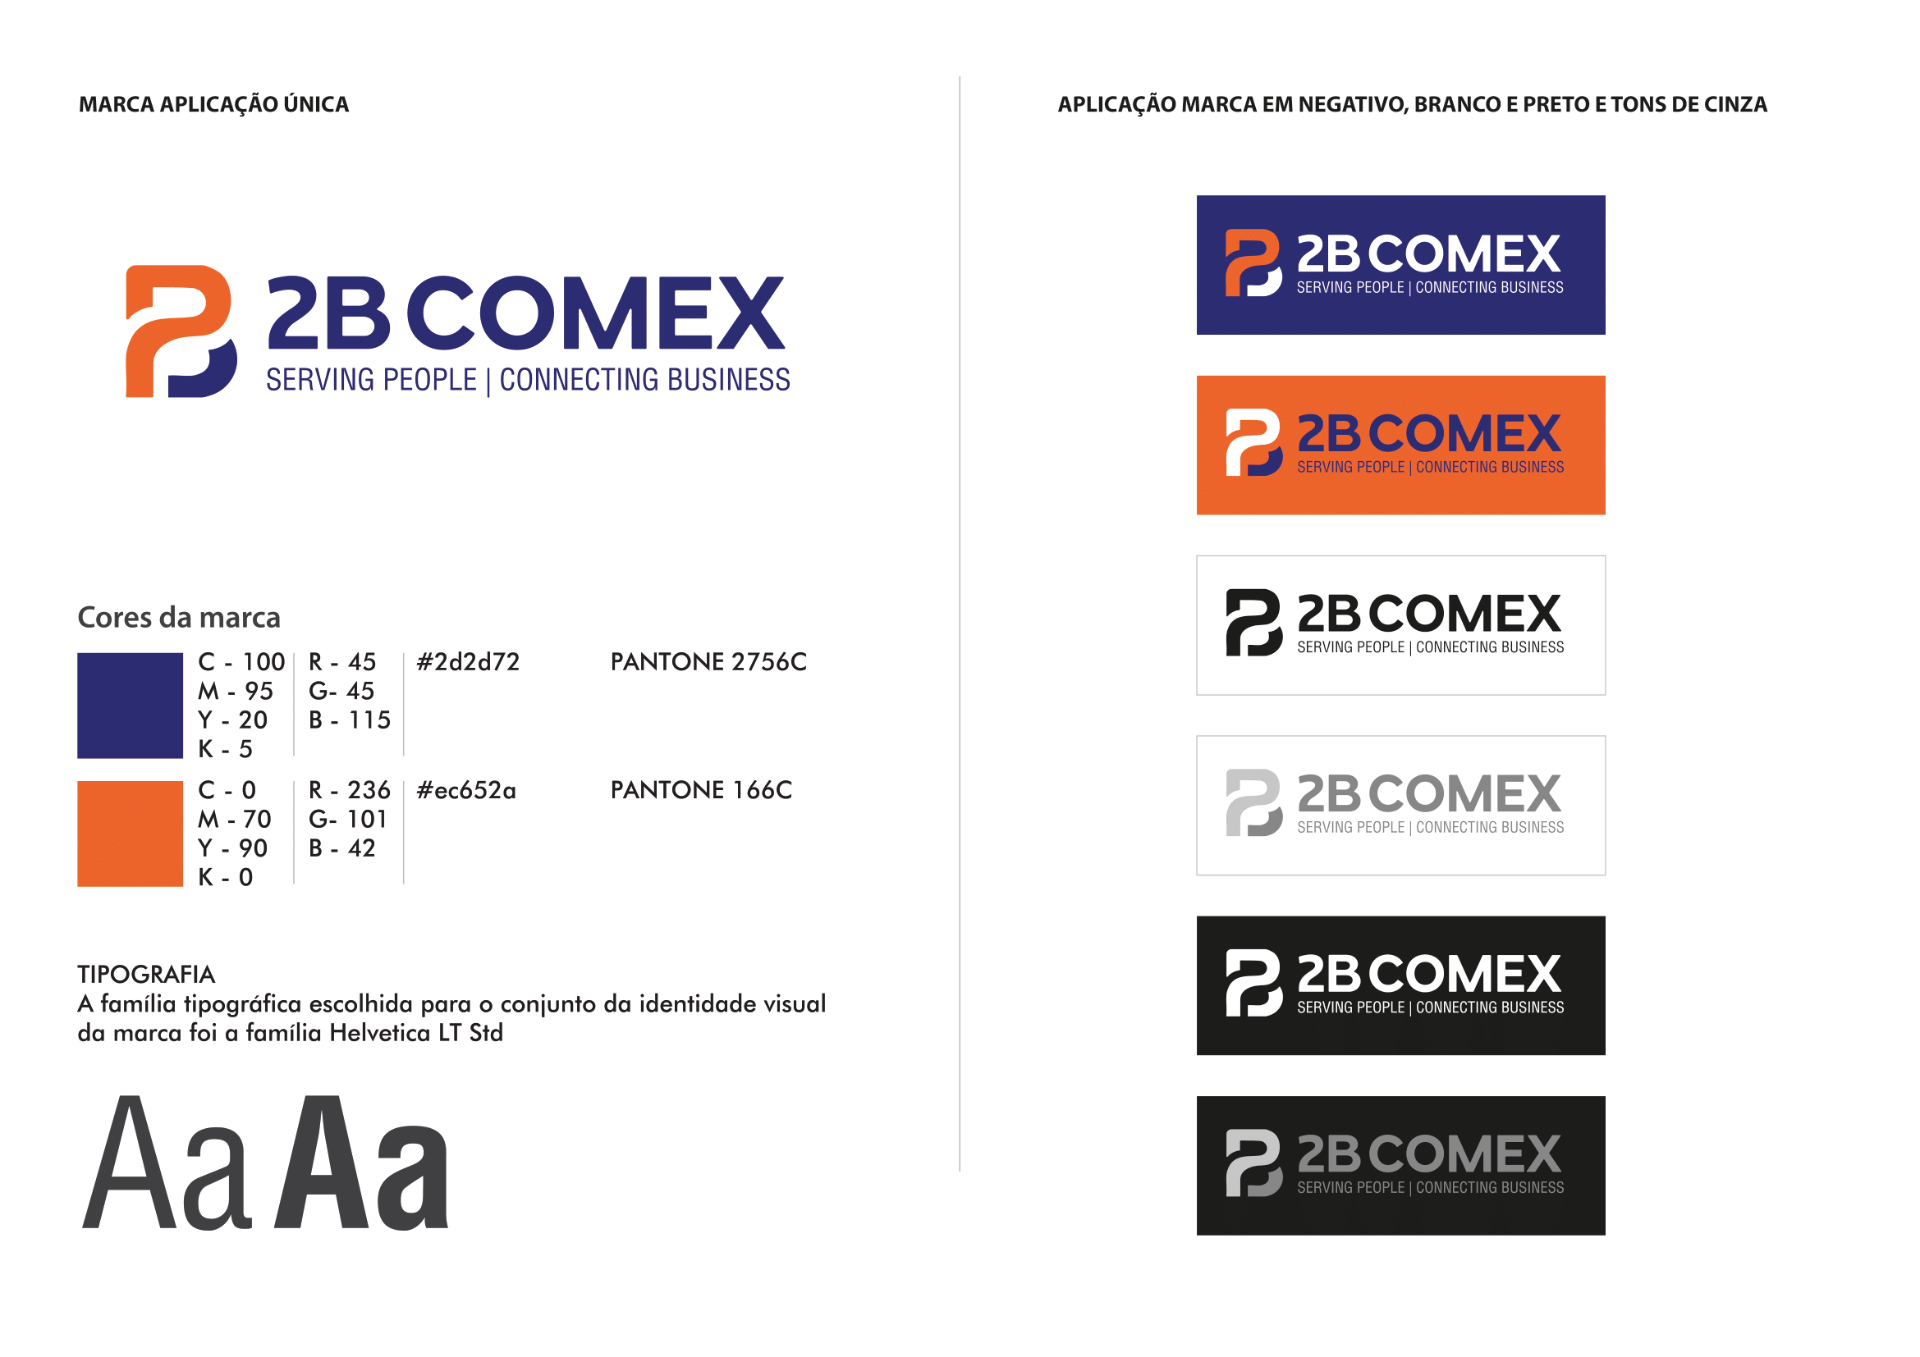 MARCA APLICAÇÃO ÚNICA
2B COMEX
SERVING PEOPLE | CONNECTING BUSINESS
Cores da marca
C - 100
M - 95
Y - 20
K - 5
R - 45
G- 45
B - 115
#2d2d72
PANTONE 2756C
C - 0
M - 70
Y - 90
K - 0
R - 236
G- 101
B - 42
#ec652a
PANTONE 166C
TIPOGRAFIA
A família tipográfica escolhida para o conjunto da identidade visual
da marca foi a família Helvetica LT Std
Aa Aa
APLICAÇÃO MARCA EM NEGATIVO, BRANCO E PRETO E TONS DE CINZA
2B COMEX
SERVING PEOPLE | CONNECTING BUSINESS
2B COMEX
SERVING PEOPLE | CONNECTING BUSINESS
2B COMEX
SERVING PEOPLE | CONNECTING BUSINESS
2B COMEX
SERVING PEOPLE | CONNECTING BUSINESS
2B COMEX
SERVING PEOPLE | CONNECTING BUSINESS
2B COMEX
SERVING PEOPLE | CONNECTING BUSINESS